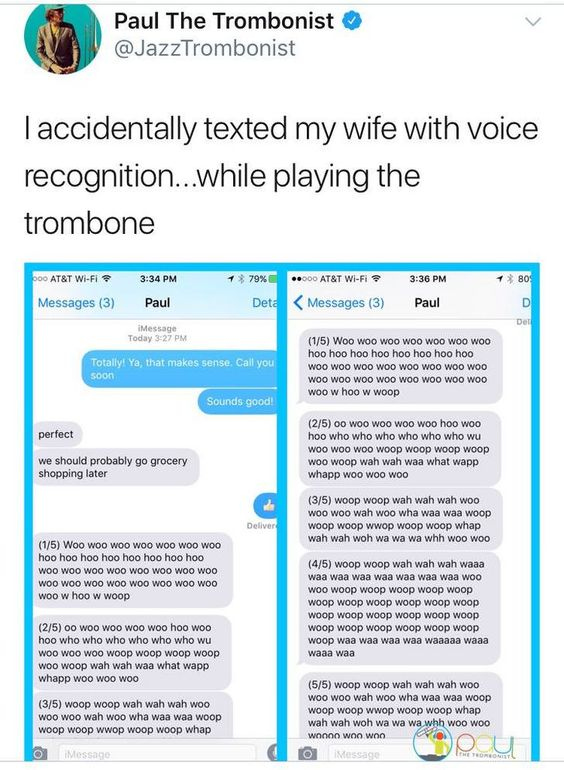 Paul The Trombonist
@JazzTrombonist
I accidentally texted my wife with voice
recognition...while playing the
trombone
AT&T Wi-Fi 3:34 PM 79%
Messages (3) Paul Deta
iMessage
Today 3:27 PM
Totally! Ya, that makes sense. Call you
soon
Sounds good!
perfect
we should probably go grocery
shopping later
Deliver
(1/5) Woo woo woo woo woo woo woo
hoo hoo hoo hoo hoo hoo hoo hoo
woo woo woo woo woo woo woo woo
woo woo woo woo woo woo woo woo
woo w hoo w woop
(2/5) oo woo woo woo woo hoo woo
hoo who who who who who who wu
woo woo woo woop woop woop woop
woo woop wah wah waa what wapp
whapp woo woo woo
(3/5) woop woop wah wah wah woo
woo woo wah woo wha waa waa woop
woop woop wwop woop woop whap
iMessage
AT&T Wi-Fi 3:36 PM 80
Messages (3) Paul D
Deli
(1/5) Woo woo woo woo woo woo woo
hoo hoo hoo hoo hoo hoo hoo hoo
woo woo woo woo woo woo woo woo
woo woo woo woo woo woo woo woo
woo w hoo w woop
(2/5) oo woo woo woo woo hoo woo
hoo who who who who who who wu
woo woo woo woop woop woop woop
woo woop wah wah waa what wapp
whapp woo woo woo
(3/5) woop woop wah wah wah woo
woo woo wah woo wha waa waa woop
woop woop wwop woop woop whap
wah wah woh wa wa wa whh woo woo
(4/5) woop woop wah wah wah waaa
waa waa waa waa waa waa waa woo
woo woop woop woop woop woop
woop woop woop woop woop woop
woop woop woop woop woop woop
woop woop woop woop woop woop
woop waa waa waa waa waaaaa waaa
waaa waa
(5/5) woop woop wah wah wah woo
woo woo wah woo wha waa waa woop
woop woop wwop woop woop whap
wah wah woh wa wa wa whh woo woo
woooo woo woo
iMessage
paul
THE TROMBONIST